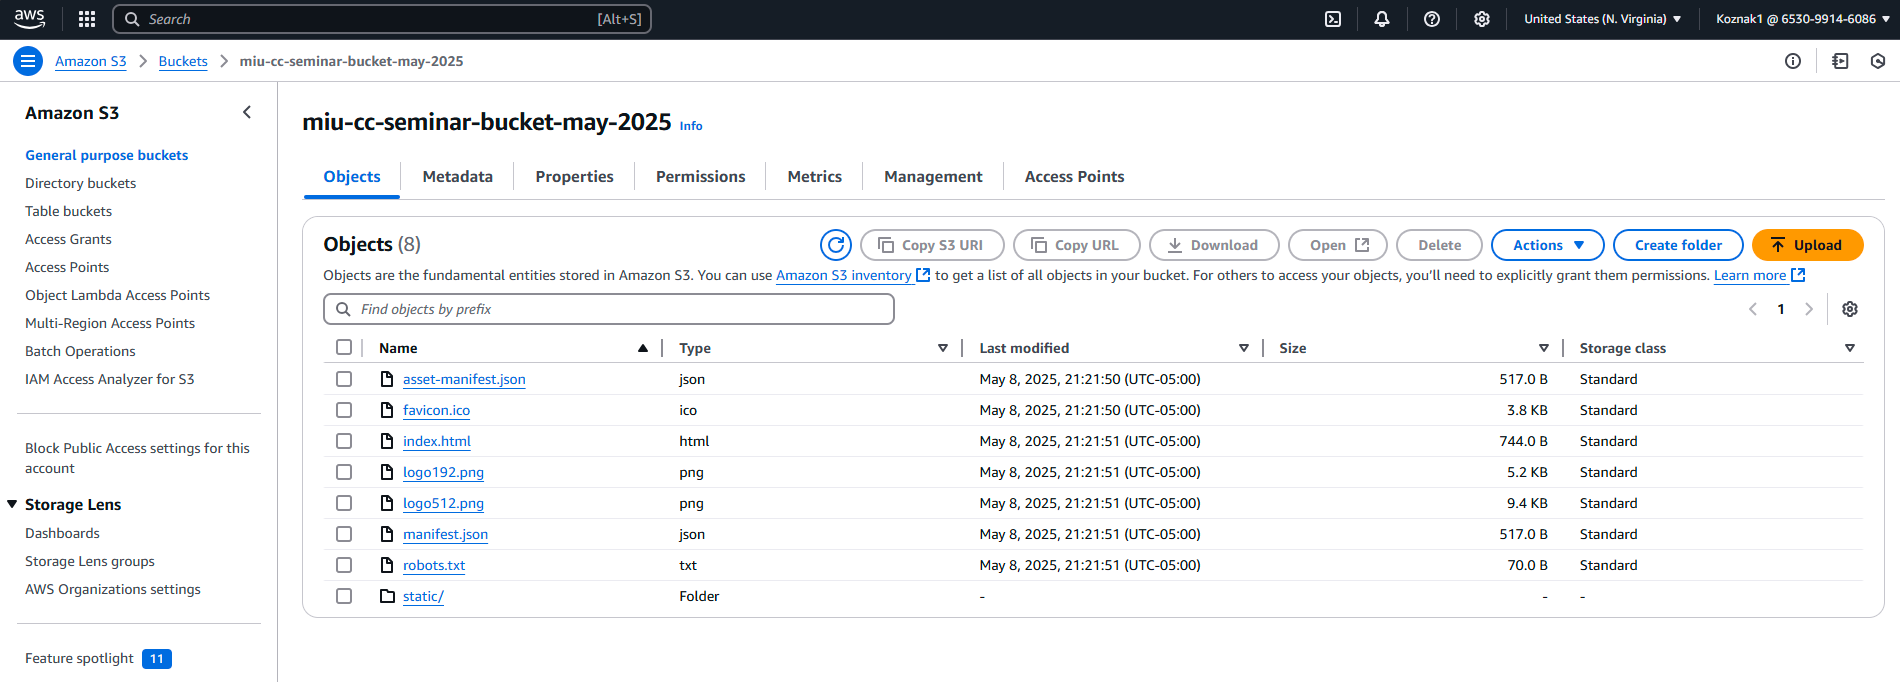 aws Search [Alt+S] United States (N. Virginia) Koznak1 @ 6530-9914-6086
Amazon S3 Buckets miu-cc-seminar-bucket-may-2025
Amazon S3
General purpose buckets
Directory buckets
Table buckets
Access Grants
Access Points
Object Lambda Access Points
Multi-Region Access Points
Batch Operations
IAM Access Analyzer for S3
Block Public Access settings for this
account
Storage Lens
Dashboards
Storage Lens groups
AWS Organizations settings
Feature spotlight 11
miu-cc-seminar-bucket-may-2025 Info
Objects Metadata Properties Permissions Metrics Management Access Points
Objects (8) Copy S3 URI Copy URL Download Open Delete Actions Create folder Upload
Objects are the fundamental entities stored in Amazon S3. You can use Amazon S3 inventory to get a list of all objects in your bucket. For others to access your objects, you'll need to explicitly grant them permissions. Learn more
Find objects by prefix 1
Name Type Last modified Size Storage class
asset-manifest.json json May 8, 2025, 21:21:50 (UTC-05:00) 517.0 B Standard
favicon.ico ico May 8, 2025, 21:21:50 (UTC-05:00) 3.8 KB Standard
index.html html May 8, 2025, 21:21:51 (UTC-05:00) 744.0 B Standard
logo192.png png May 8, 2025, 21:21:51 (UTC-05:00) 5.2 KB Standard
logo512.png png May 8, 2025, 21:21:51 (UTC-05:00) 9.4 KB Standard
manifest.json json May 8, 2025, 21:21:51 (UTC-05:00) 517.0 B Standard
robots.txt txt May 8, 2025, 21:21:51 (UTC-05:00) 70.0 B Standard
static/ Folder - - -